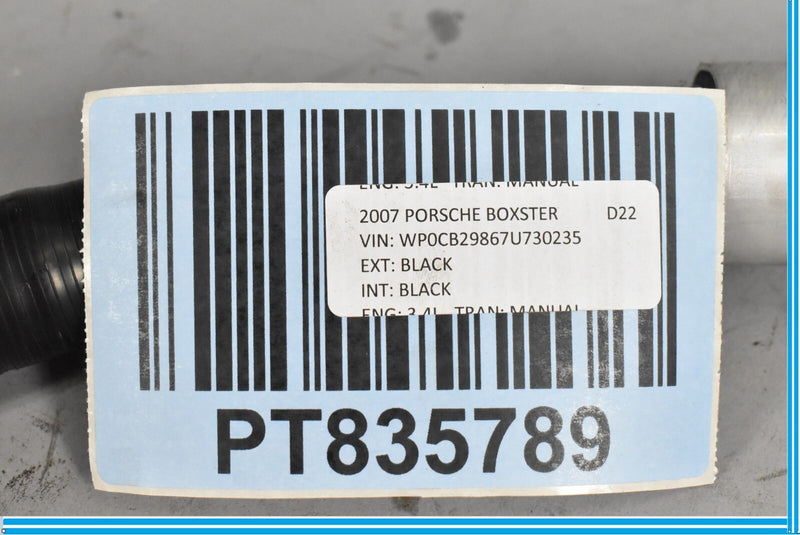 ENG: 3.4L TRAN: MANUAL
2007 PORSCHE BOXSTER D22
VIN: WP0CB29867U730235
EXT: BLACK
INT: BLACK
ENG: 3.4L TRAN: MANUAL
PT835789